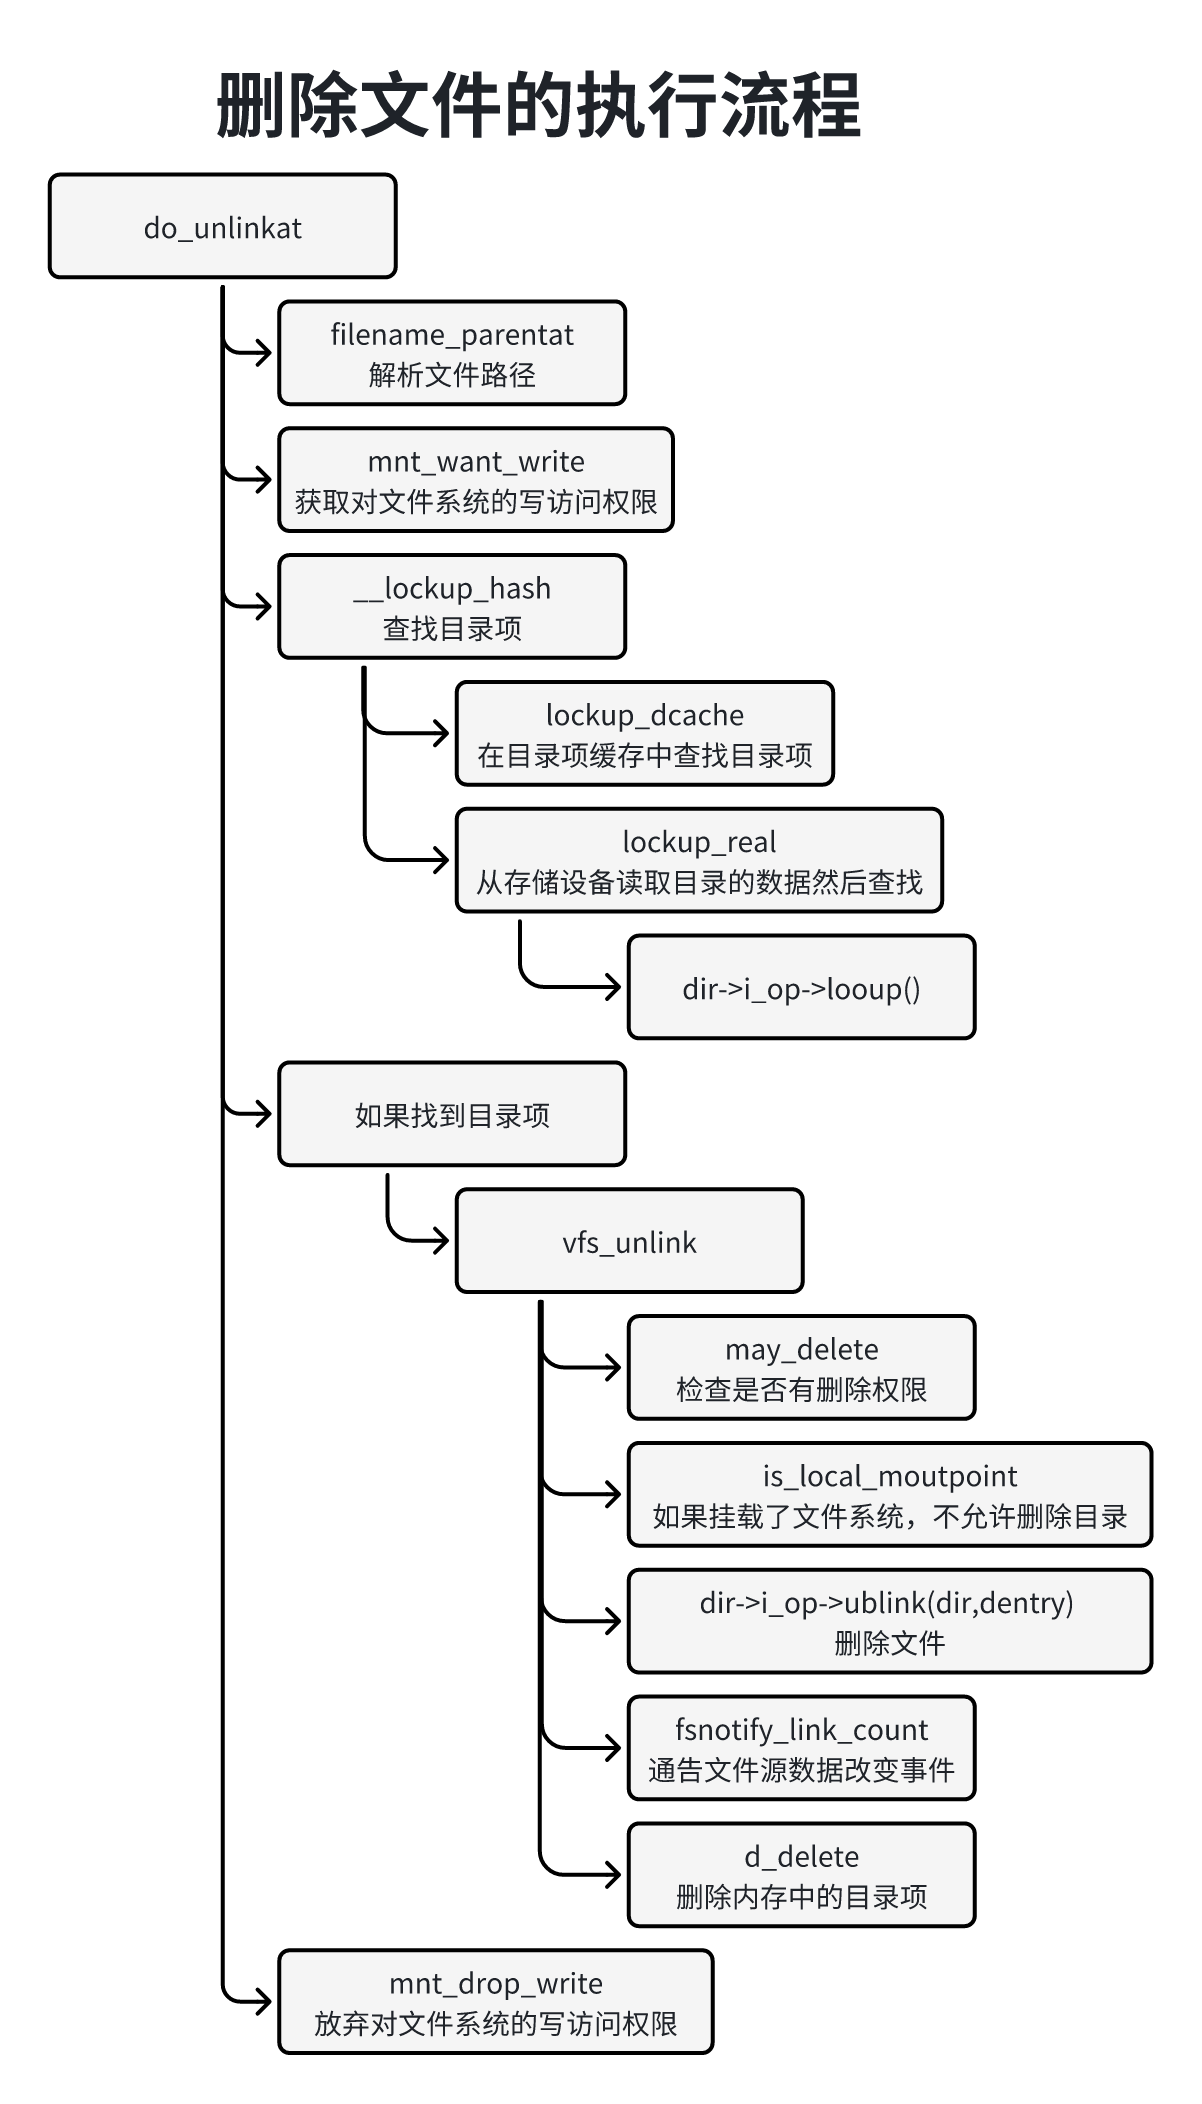 删除文件的执行流程
do_unlinkat
filename_parentat
解析文件路径
mnt_want_write
获取对文件系统的写访问权限
__lockup_hash
查找目录项
lockup_dcache
在目录项缓存中查找目录项
lockup_real
从存储设备读取目录的数据然后查找
dir->i_op->looup()
如果找到目录项
vfs_unlink
may_delete
检查是否有删除权限
is_local_moutpoint
如果挂载了文件系统，不允许删除目录
dir->i_op->ublink(dir,dentry)
删除文件
fsnotify_link_count
通告文件源数据改变事件
d_delete
删除内存中的目录项
mnt_drop_write
放弃对文件系统的写访问权限